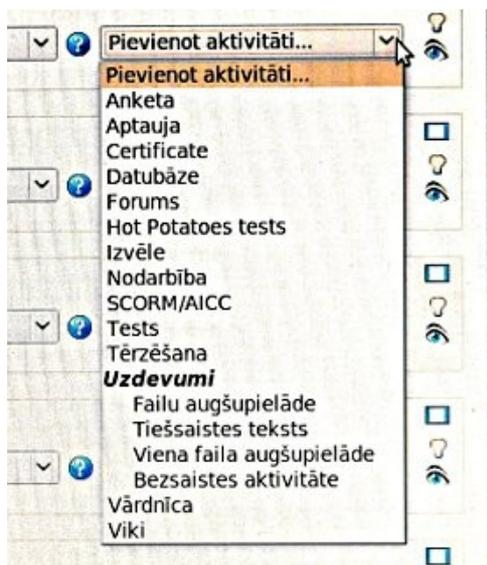 Pievienot aktivitāti...
Pievienot aktivitāti...
Anketa
Aptauja
Certificate
Datubāze
Forums
Hot Potatoes tests
Izvēle
Nodarbība
SCORM/AICC
Tests
Tērzēšana
Uzdevumi
Failu augšupielāde
Tiešsaistes teksts
Viena faila augšupielāde
Bezsaistes aktivitāte
Vārdnīca
Viki